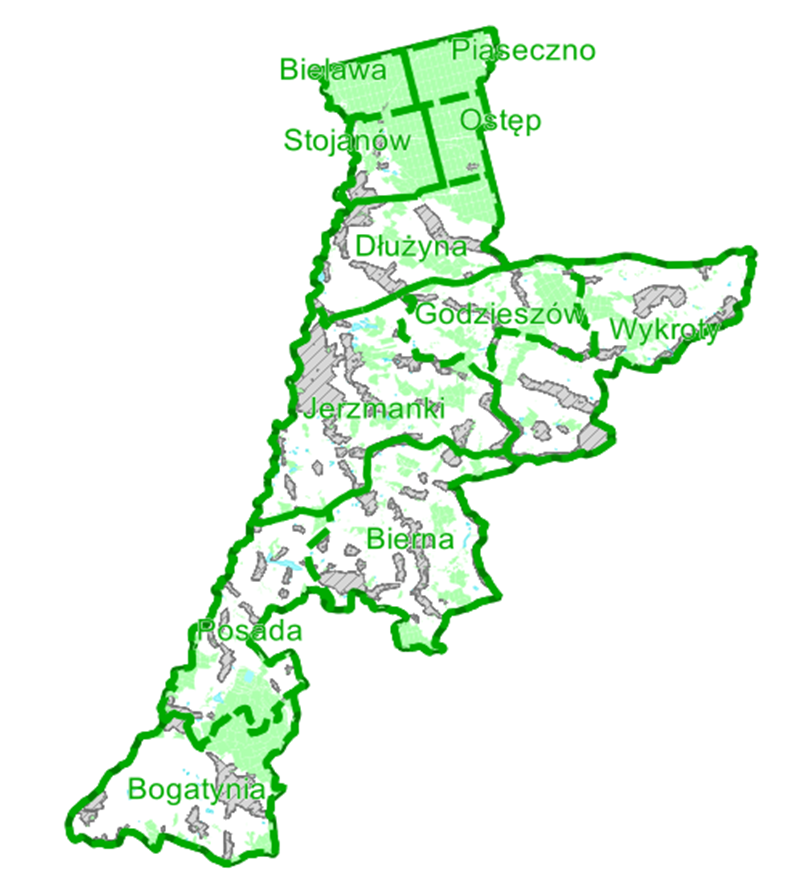 Piaseczno
Bielawa
Ostęp
Stojanów
Dłużyna
Godzieszów
Wykroty
Jerzmanki
Bierna
Posada
Bogatynia